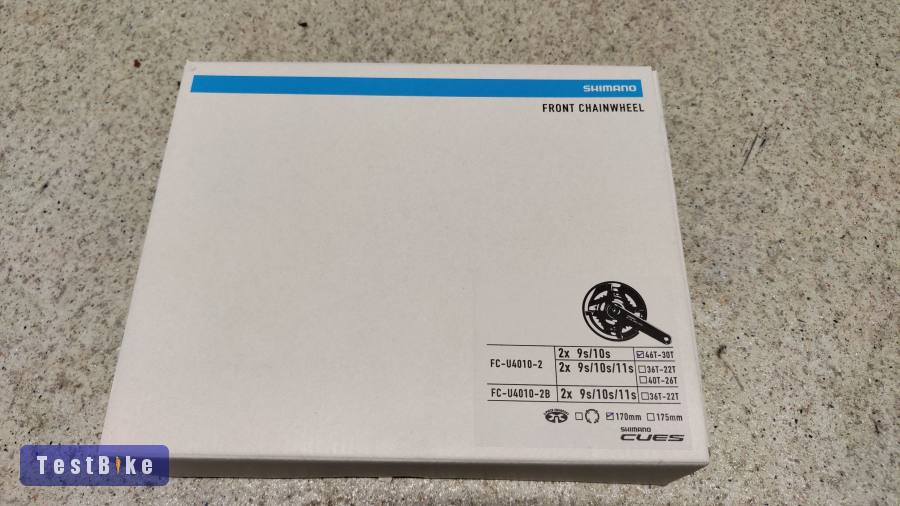 SHIMANO
FRONT CHAINWHEEL
FC-U4010-2
2x 9s/10s
46T-30T
2x 9s/10s/11s
36T-22T
40T-26T
FC-U4010-2B
2x 9s/10s/11s
36T-22T
170mm
175mm
SHIMANO
CUES
TestBike